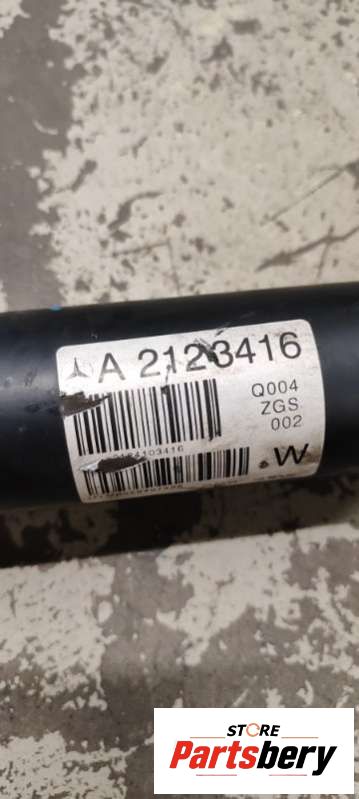 A 2123416
Q004
ZGS
002
W
STORE
Partsbery